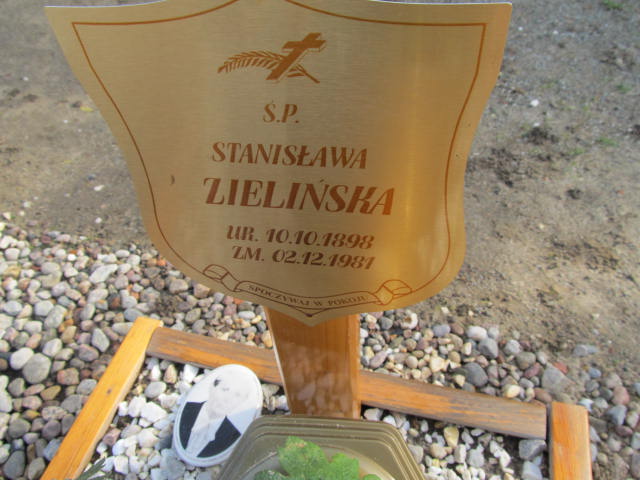 Ś.P.
STANISŁAWA
ZIELIŃSKA
UR. 10.10.1898
ZM. 02.12.1981
SPOCZYWAJ W POKOJU